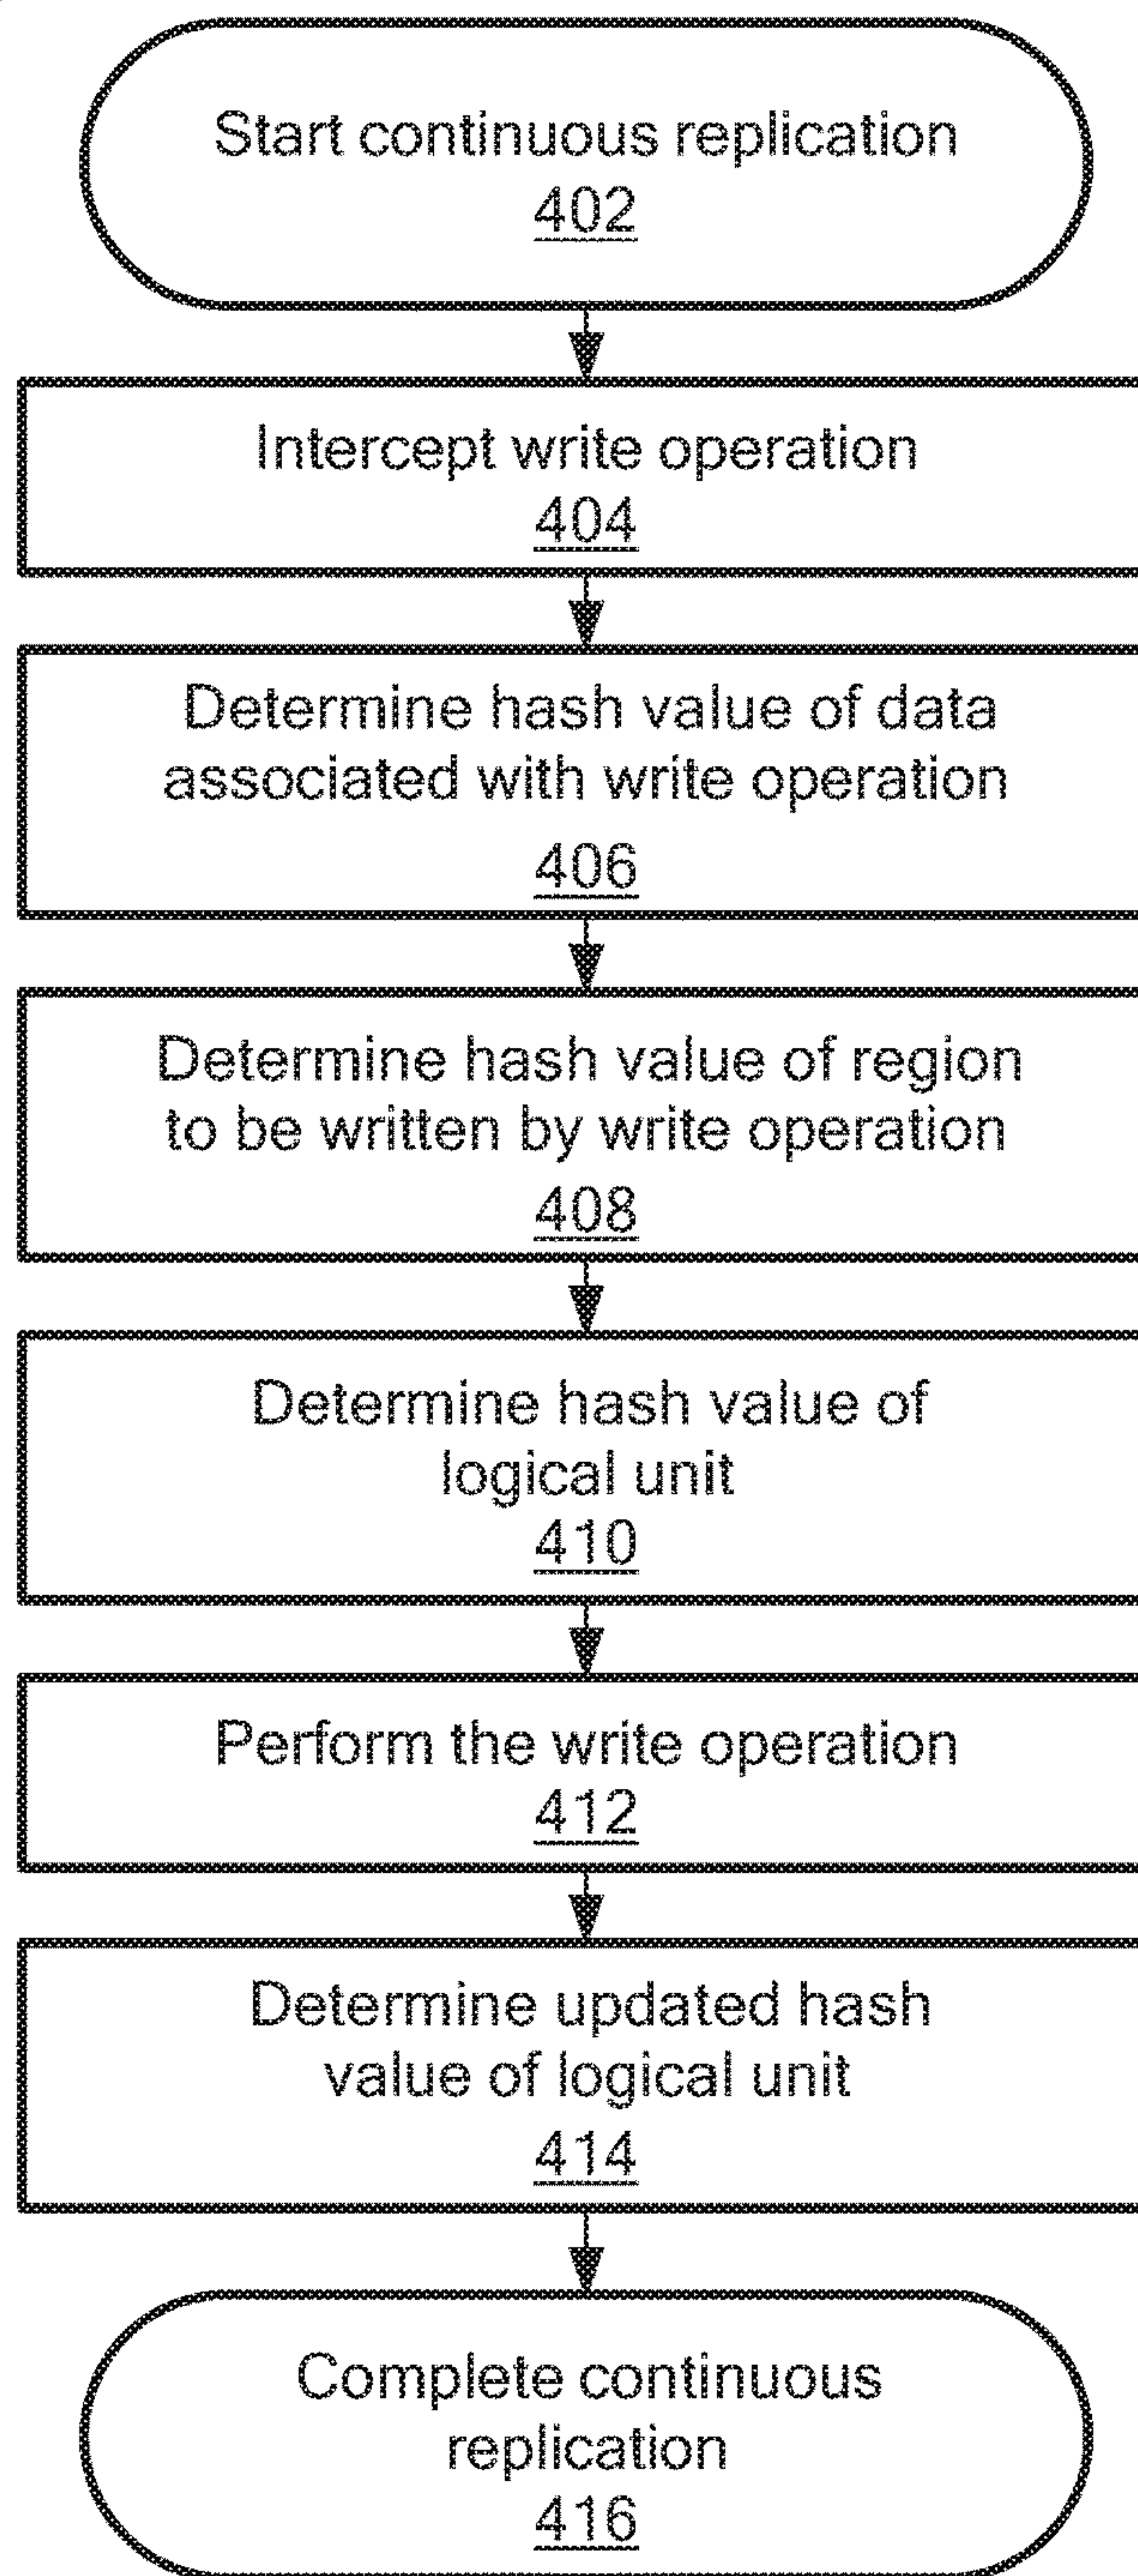 Start continuous replication
402
Intercept write operation
404
Determine hash value of data
associated with write operation
406
Determine hash value of region
to be written by write operation
408
Determine hash value of
logical unit
410
Perform the write operation
412
Determine updated hash
value of logical unit
414
Complete continuous
replication
416